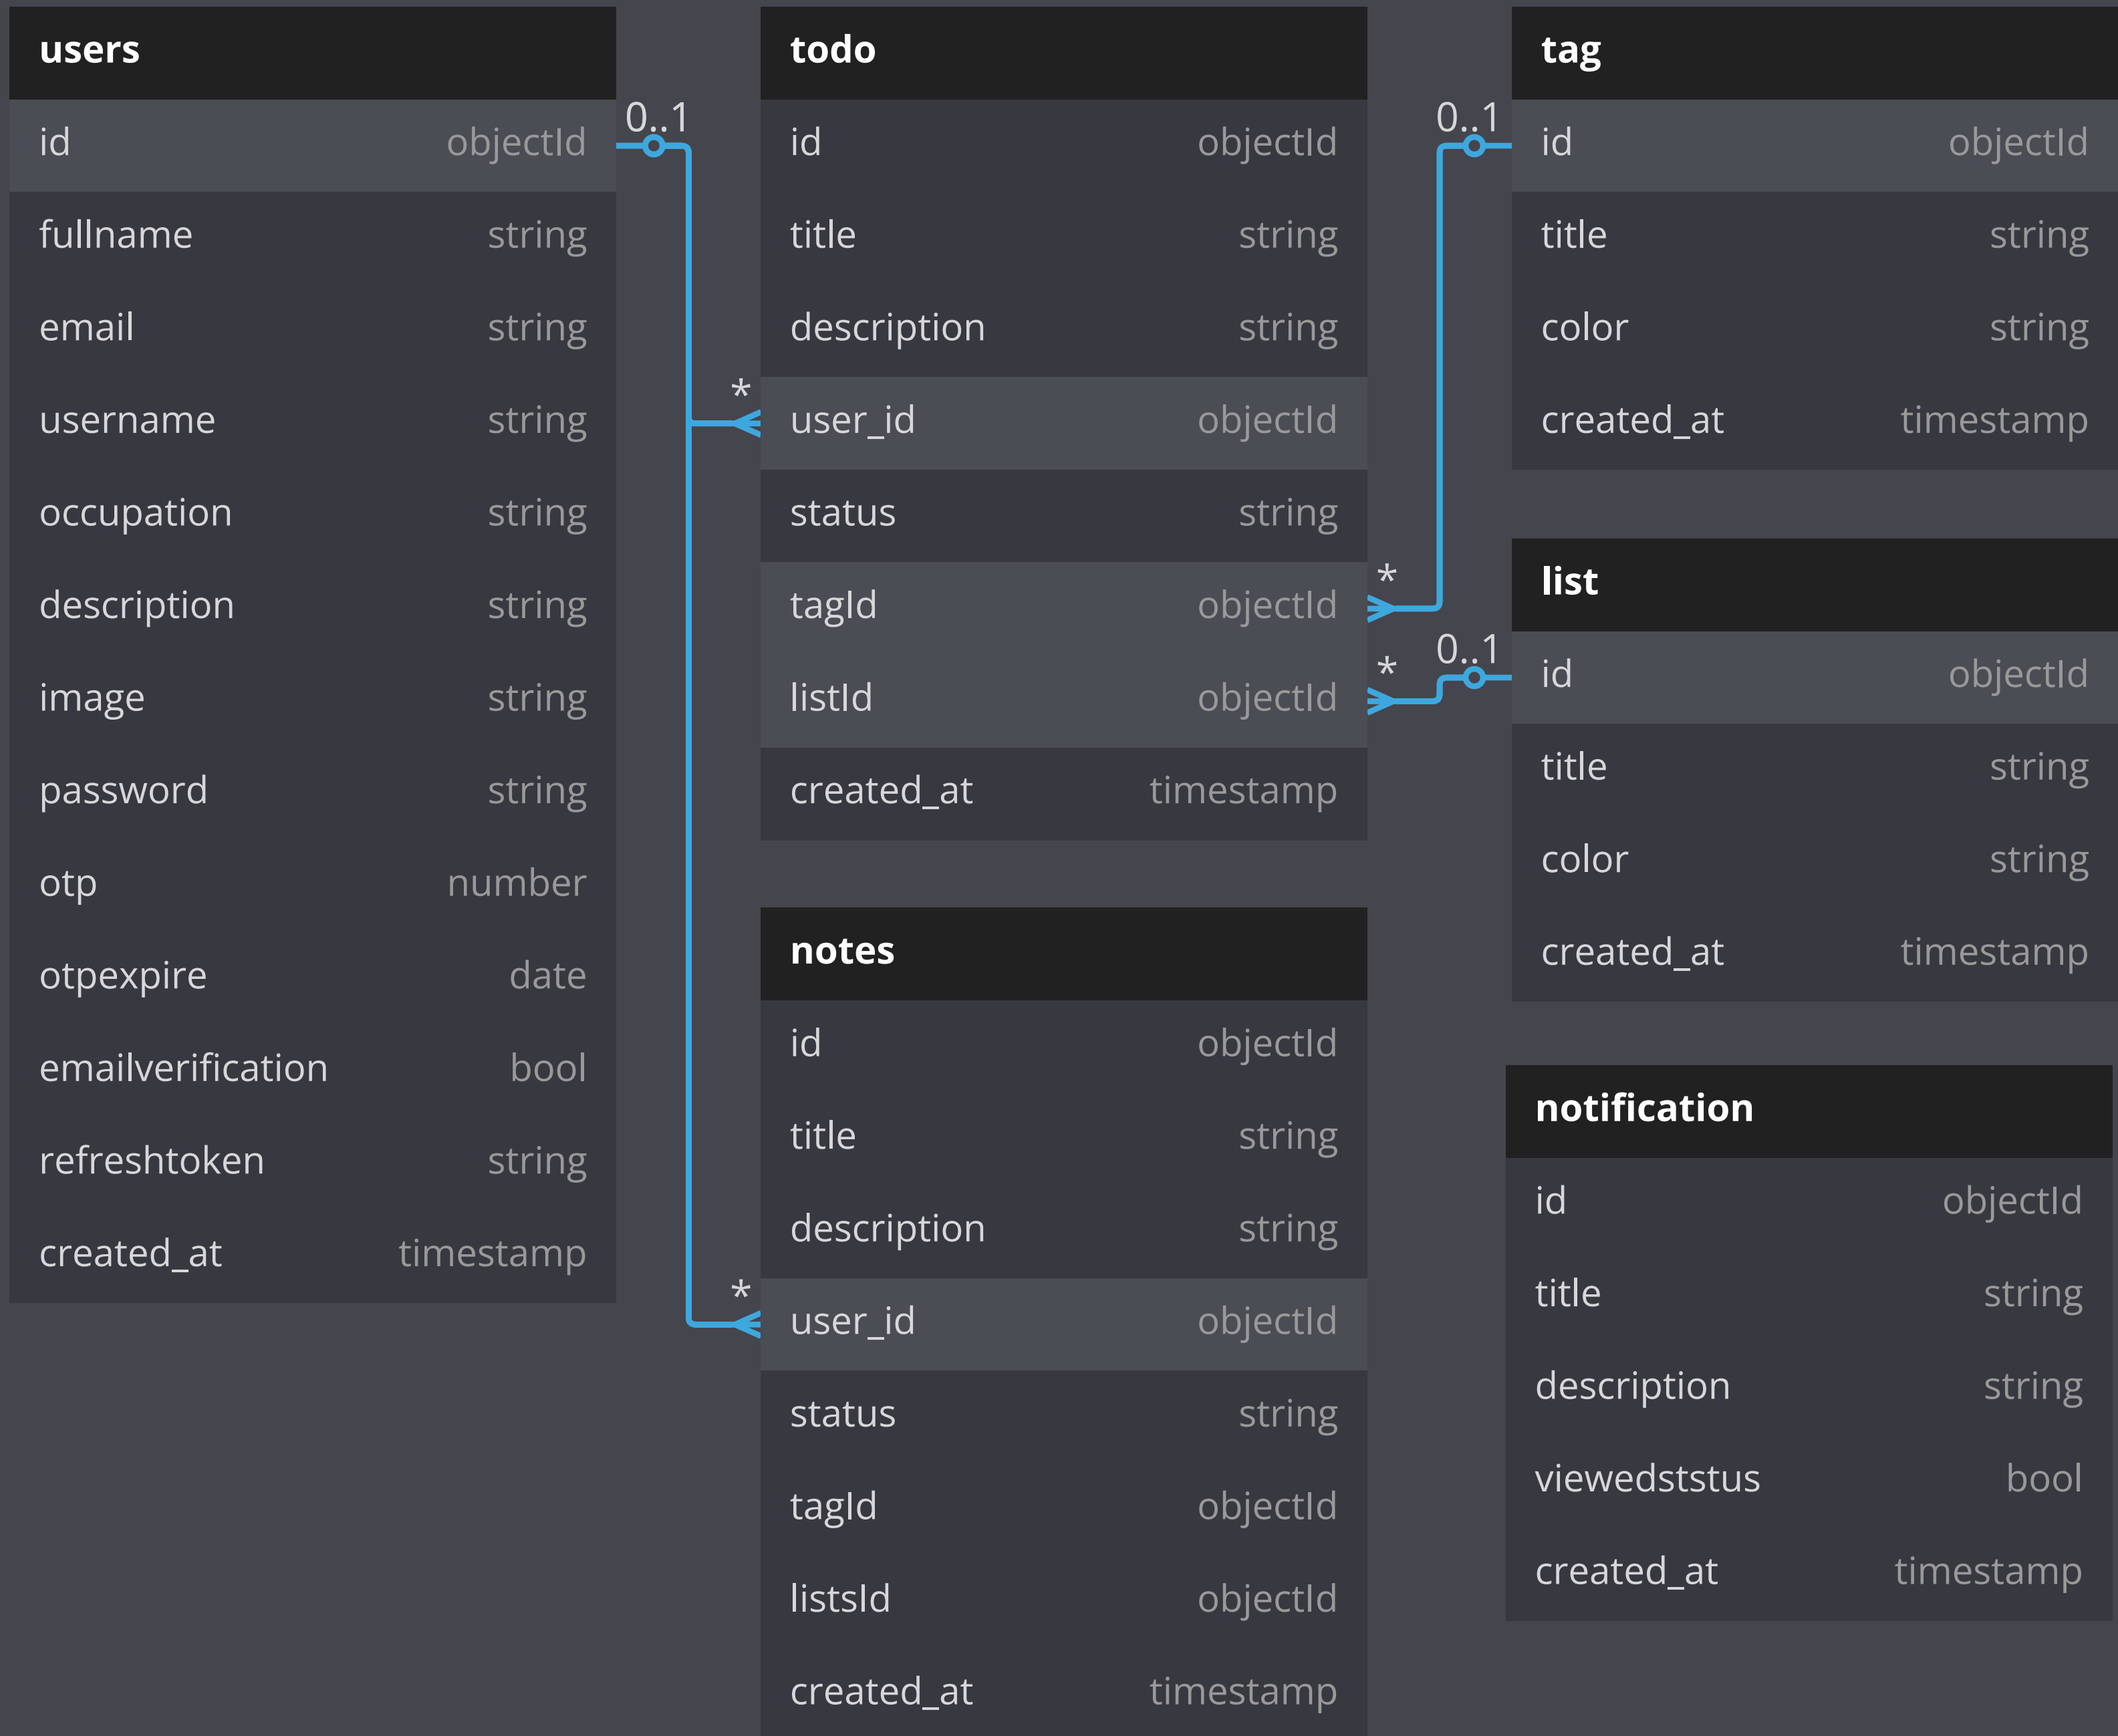 users
id objectId
fullname string
email string
username string
occupation string
description string
image string
password string
otp number
otpexpire date
emailverification bool
refreshtoken string
created_at timestamp
0..1
*
*
todo
id objectId
title string
description string
user_id objectId
status string
tagId objectId
listId objectId
created_at timestamp
notes
id objectId
title string
description string
user_id objectId
status string
tagId objectId
listsId objectId
created_at timestamp
0..1
*
0..1
*
tag
id objectId
title string
color string
created_at timestamp
list
id objectId
title string
color string
created_at timestamp
notification
id objectId
title string
description string
viewedststus bool
created_at timestamp